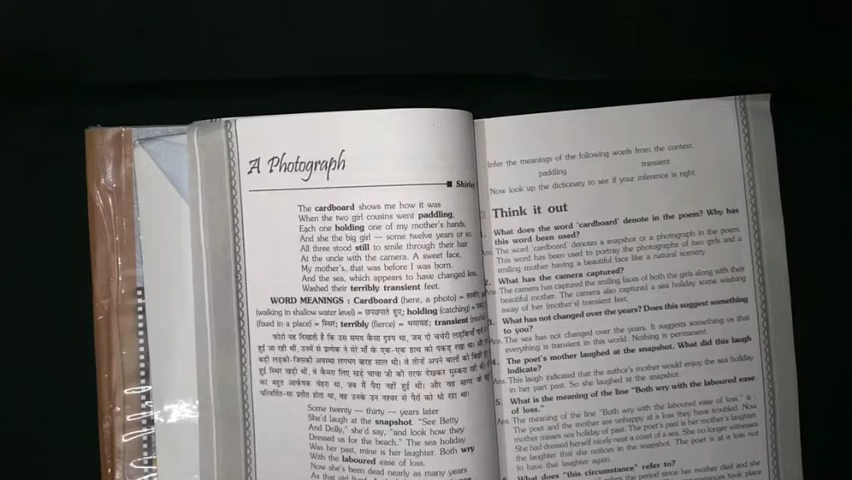 A Photograph
Shirley
The cardboard shows me how it was
When the two girl cousins went paddling,
Each one holding one of my mother's hands,
And she the big girl — some twelve years or so.
All three stood still to smile through their hair
At the uncle with the camera. A sweet face,
My mother's, that was before I was born.
And the sea, which appears to have changed less,
Washed their terribly transient feet.
WORD MEANINGS : Cardboard (here, a photo) =
(walking in shallow water level) = छपछपाते हुए; holding (catching) =
(fixed in a place) = स्थिर; terribly (fierce) = भयावह; transient
फोटो यह दिखाती है कि उस समय कैसा दृश्य था, जब दो चचेरी लड़कियाँ
हुई जा रही थीं, उनमें से प्रत्येक ने मेरी माँ के एक-एक हाथ को पकड़ रखा था।
बड़ी लड़की-जिसकी अवस्था लगभग बारह साल थी। वे तीनों अपने बालों
हुई स्थिर खड़ी थीं, वे कैमरा लिए खड़े चाचा जी की तरफ देखकर मुस्करा रही थीं।
का बहुत आकर्षक चेहरा था, जब मैं पैदा नहीं हुई थी। और वह सागर जो
परिवर्तित-सा प्रतीत होता था, वह उनके उन नश्वर से पैरों को धो रहा था।
Some twenty — thirty — years later
She'd laugh at the snapshot. "See Betty
And Dolly," she'd say, "and look how they
Dressed us for the beach." The sea holiday
Was her past, mine is her laughter. Both wry
With the laboured ease of loss.
Now she's been dead nearly as many years
As that girl lived. And
Infer the meanings of the following words from the context.
paddling transient
Now look up the dictionary to see if your inference is right.
Think it out
1. What does the word 'cardboard' denote in the poem? Why has
this word been used?
Ans. The word 'cardboard' denotes a snapshot or a photograph in the poem.
This word has been used to portray the photographs of two girls and a
smiling mother having a beautiful face like a natural scenery.
2. What has the camera captured?
Ans. The camera has captured the smiling faces of both the girls along with their
beautiful mother. The camera also captured a sea holiday some washing
away of her (mother's) transient feet.
3. What has not changed over the years? Does this suggest something
to you?
Ans. The sea has not changed over the years. It suggests something us that
everything is transient in this world. Nothing is permanent.
4. The poet's mother laughed at the snapshot. What did this laugh
indicate?
Ans. This laugh indicated that the author's mother would enjoy the sea holiday
in her part past. So she laughed at the snapshot.
5. What is the meaning of the line "Both wry with the laboured ease
of loss."
Ans. The meaning of the line "Both wry with the laboured ease of loss." is
The poet and the mother are unhappy at a loss they have troubled. Now
mother misses sea holiday of past. The poet's past is her mother's laughter
She had dressed herself nicely near a coast of a sea. She no longer witnesses
the laughter that she notices in the snapshot. The poet is at a loss not
to have that laughter again.
6. What does "this circumstance" refer to?
refers the period since her mother died and she